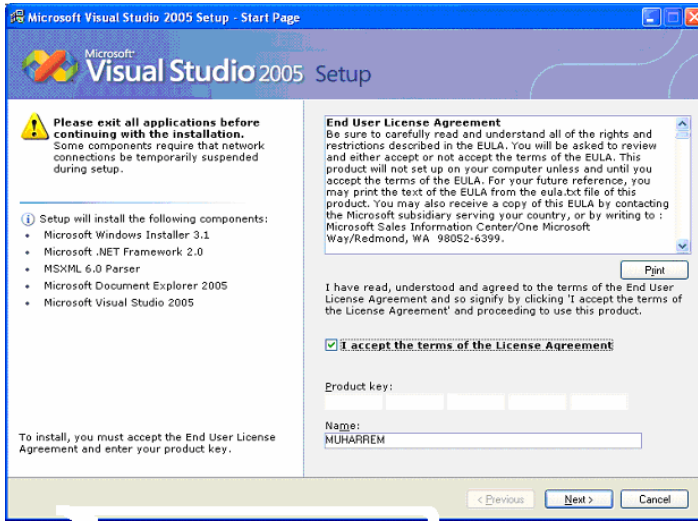 Microsoft Visual Studio 2005 Setup - Start Page
Microsoft
Visual Studio 2005 Setup
Please exit all applications before
continuing with the installation.
Some components require that network
connections be temporarily suspended
during setup.
Setup will install the following components:
• Microsoft Windows Installer 3.1
• Microsoft .NET Framework 2.0
• MSXML 6.0 Parser
• Microsoft Document Explorer 2005
• Microsoft Visual Studio 2005
To install, you must accept the End User License
Agreement and enter your product key.
End User License Agreement
Be sure to carefully read and understand all of the rights and
restrictions described in the EULA. You will be asked to review
and either accept or not accept the terms of the EULA. This
product will not set up on your computer unless and until you
accept the terms of the EULA. For your future reference, you
may print the text of the EULA from the eula.txt file of this
product. You may also receive a copy of this EULA by contacting
the Microsoft subsidiary serving your country, or by writing to :
Microsoft Sales Information Center/One Microsoft
Way/Redmond, WA 98052-6399.
Print
I have read, understood and agreed to the terms of the End User
License Agreement and so signify by clicking 'I accept the terms of
the License Agreement' and proceeding to use this product.
I accept the terms of the License Agreement
Product key:
Name:
MUHARREM
< Previous
Next >
Cancel